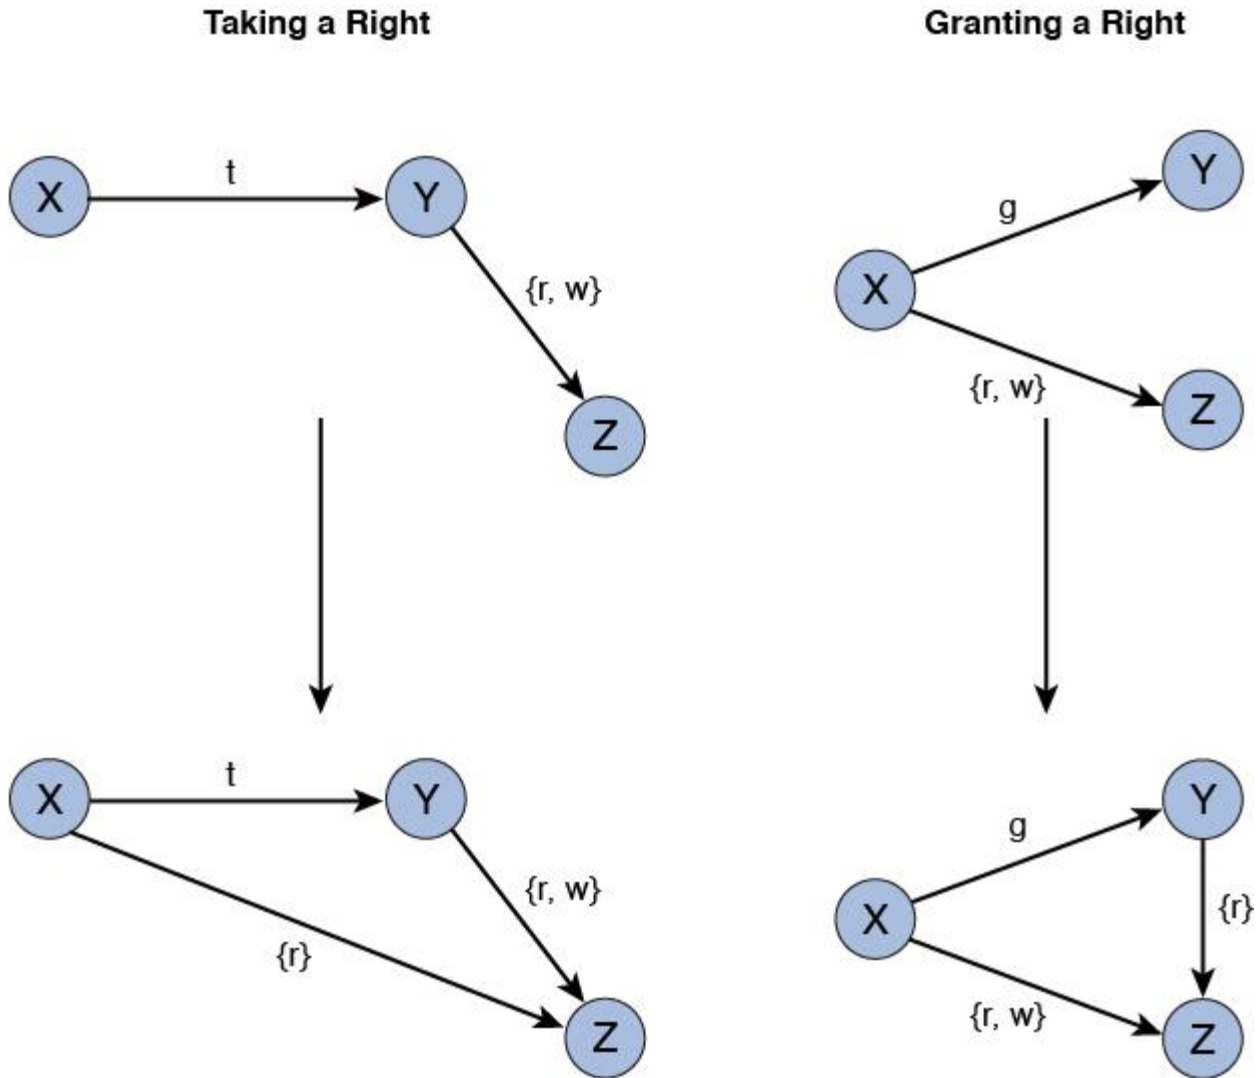 Taking a Right
X
t
Y
{r, w}
Z
X
t
Y
{r, w}
{r}
Z
Granting a Right
Y
g
X
{r, w}
Z
Y
g
X
{r}
{r, w}
Z